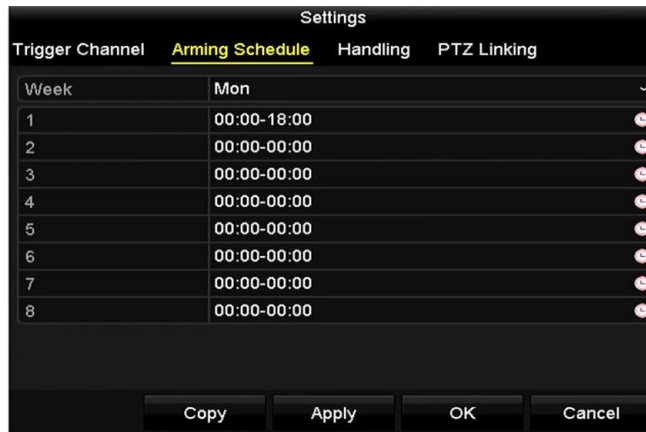 Settings
Trigger Channel Arming Schedule Handling PTZ Linking
Week Mon
1 00:00-18:00
2 00:00-00:00
3 00:00-00:00
4 00:00-00:00
5 00:00-00:00
6 00:00-00:00
7 00:00-00:00
8 00:00-00:00
Copy Apply OK Cancel